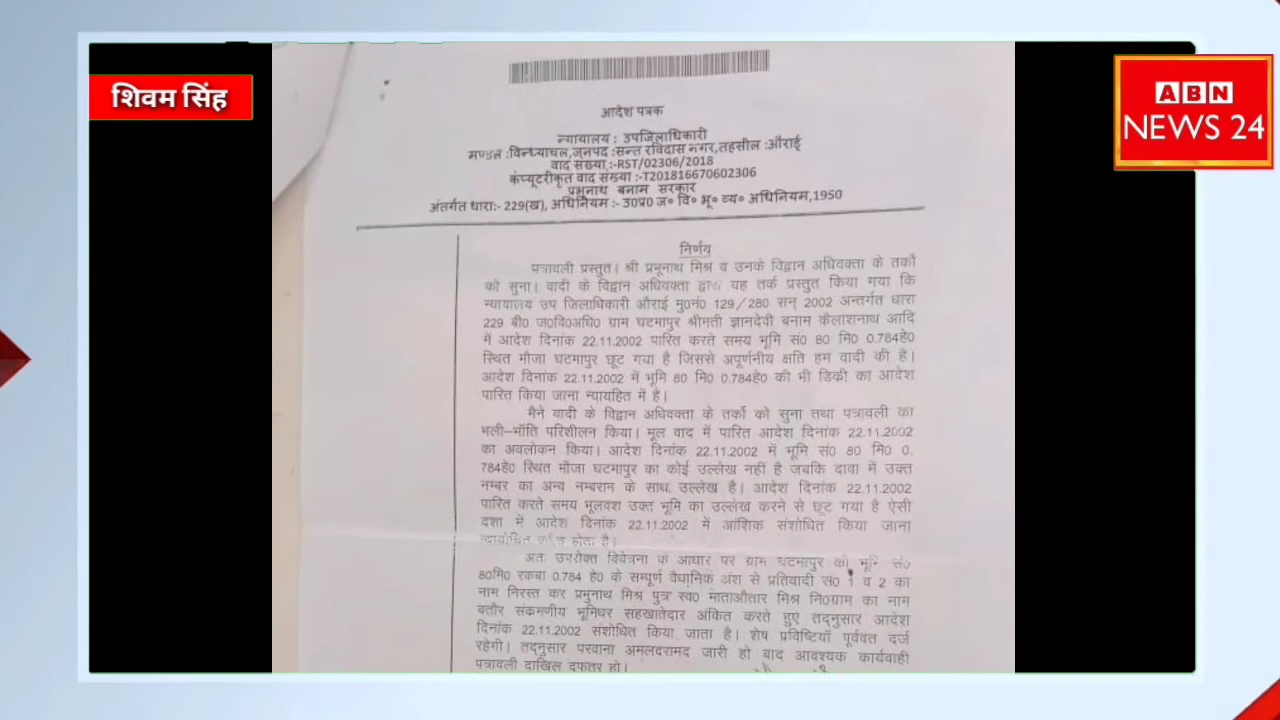 शिवम सिंह
ABN
NEWS 24
आदेश पत्रक
न्यायालय : उपजिलाधिकारी
मण्डल :विन्ध्याचल,जनपद :सन्त रविदास नगर,तहसील :औराई
वाद संख्या:-RST/02306/2018
कंप्यूटरीकृत वाद संख्या :-T201816670602306
प्रभुनाथ बनाम सरकार
अंतर्गत धारा:- 229(ख), अधिनियम :- उ0प्र0 ज० वि० भू० व्य० अधिनियम,1950
निर्णय
पत्रावली प्रस्तुत। श्री प्रभूनाथ मिश्र व उनके विद्वान अधिवक्ता के तर्को
को सुना। वादी के विद्वान अधिवक्ता द्वारा यह तर्क प्रस्तुत किया गया कि
न्यायालय उप जिलाधिकारी औराई मु0नं0 129/280 सन् 2002 अन्तर्गत धारा
229 बी0 ज0वि0अधि0 ग्राम घटमापुर श्रीमती ज्ञानदेवी बनाम कैलाशनाथ आदि
में आदेश दिनांक 22.11.2002 पारित करते समय भूमि सं0 80 मि0 0.784हे0
स्थित मौजा घटमापुर छूट गया है जिससे अपूर्णनीय क्षति हम वादी की है।
आदेश दिनांक 22.11.2002 में भूमि 80 मि0 0.784हे0 की भी डिक्री का आदेश
पारित किया जाना न्यायहित में है।
मैने वादी के विद्वान अधिवक्ता के तर्को को सुना तथा पत्रावली का
भली–भाँति परिशीलन किया। मूल वाद में पारित आदेश दिनांक 22.11.2002
का अवलोकन किया। आदेश दिनांक 22.11.2002 में भूमि सं0 80 मि0 0.
784हे0 स्थित मौजा घटमापुर का कोई उल्लेख नही है जबकि दावा में उक्त
नम्बर का अन्य नम्बरान के साथ उल्लेख है। आदेश दिनांक 22.11.2002
पारित करते समय भूलवश उक्त भूमि का उल्लेख करने से छूट गया है ऐसी
दशा में आदेश दिनांक 22.11.2002 में आंशिक संशोधित किया जाना
न्यायोचित प्रतीत होता है।
अतः उपरोक्त विवेचना के आधार पर ग्राम घटमापुर की भूमि सं0
80मि0 रकबा 0.784 हे0 के सम्पूर्ण वैधानिक अंश से प्रतिवादी सं0 1 व 2 का
नाम निरस्त कर प्रभुनाथ मिश्र पुत्र स्व0 माताऔतार मिश्र नि0ग्राम का नाम
बतौर संक्रमणीय भूमिधर सहखातेदार अंकित करते हुए तद्नुसार आदेश
दिनांक 22.11.2002 संशोधित किया जाता है। शेष प्रविष्टियाँ पूर्ववत दर्ज
रहेगी। तद्नुसार परवाना अमलदरामद जारी हो बाद आवश्यक कार्यवाही
पत्रावली दाखिल दफ्तर हो।